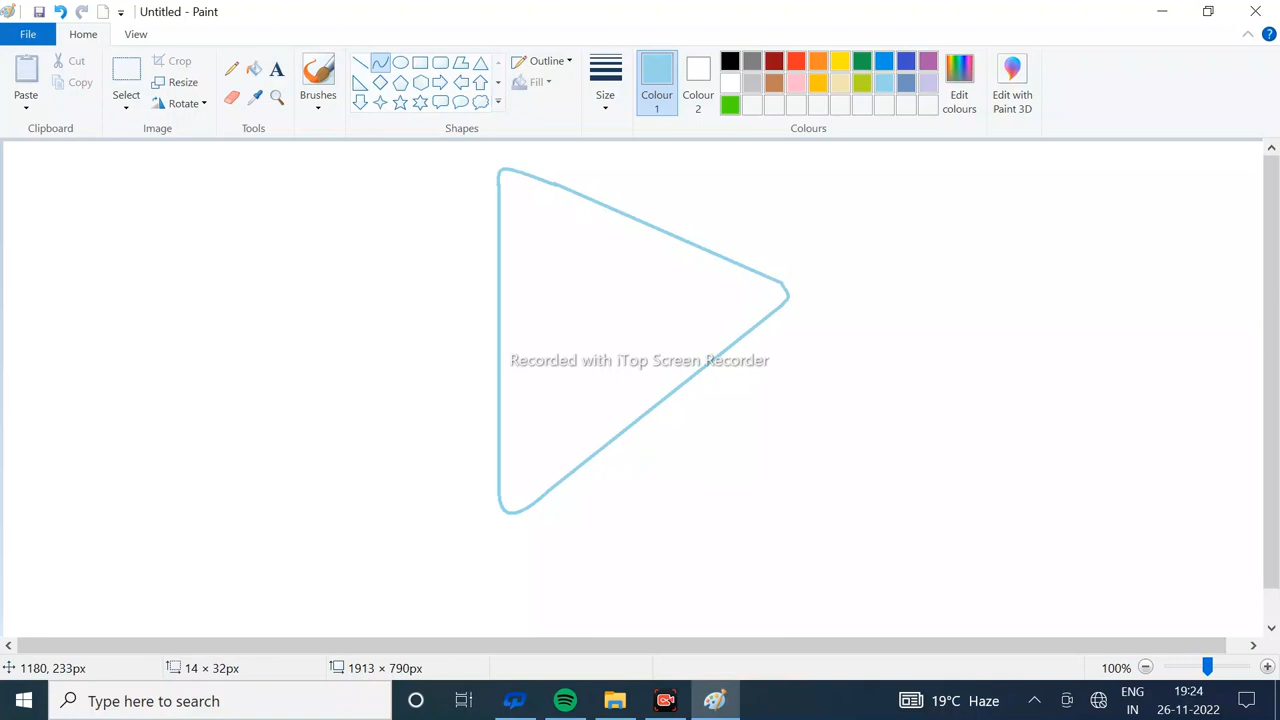 Untitled - Paint
File Home View
Paste
Cut
Copy
Clipboard
Select
Crop
Resize
Rotate
Image
Tools
Brushes
Outline
Fill
Shapes
Size
Colour 1
Colour 2
Edit colours
Colours
Edit with Paint 3D
Recorded with iTop Screen Recorder
1180, 233px 14 × 32px 1913 × 790px 100%
Type here to search
19°C Haze
ENG IN
19:24
26-11-2022